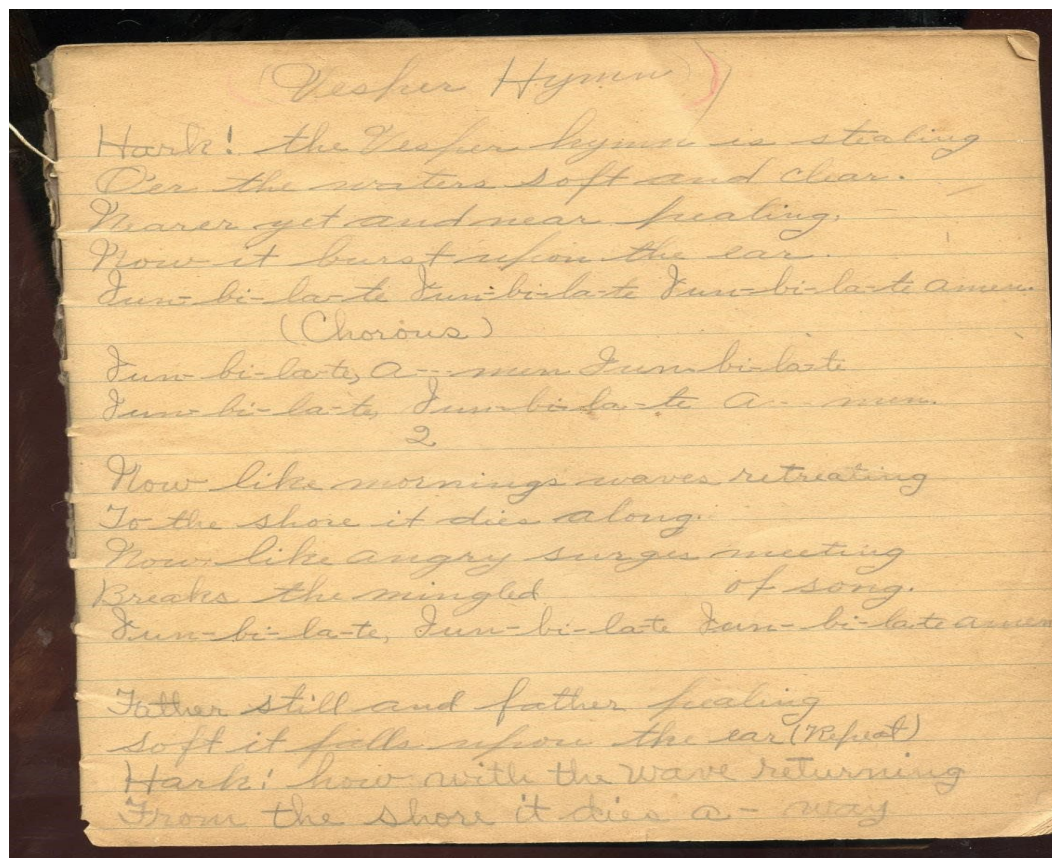 (Vesper Hymn)
Hark! the Vesper hymn is stealing
O'er the waters soft and clear.
Nearer yet and near pealing.
Now it burst upon the ear.
Jun-bi-la-te Jun-bi-la-te Jun-bi-la-te amen.
(Chorous)
Jun-bi-la-te, A---men Jun-bi-la-te
Jun-bi-la-te, Jun-bi-la-te A---men.
2
Now like mornings waves retreating
To the shore it dies along.
Now like angry surges meeting
Breaks the mingled of song.
Jun-bi-la-te, Jun-bi-la-te Jun-bi-late amen
Father still and father pealing
soft it falls upon the ear (Repeat)
Hark! how with the wave returning
From the shore it dies a-way